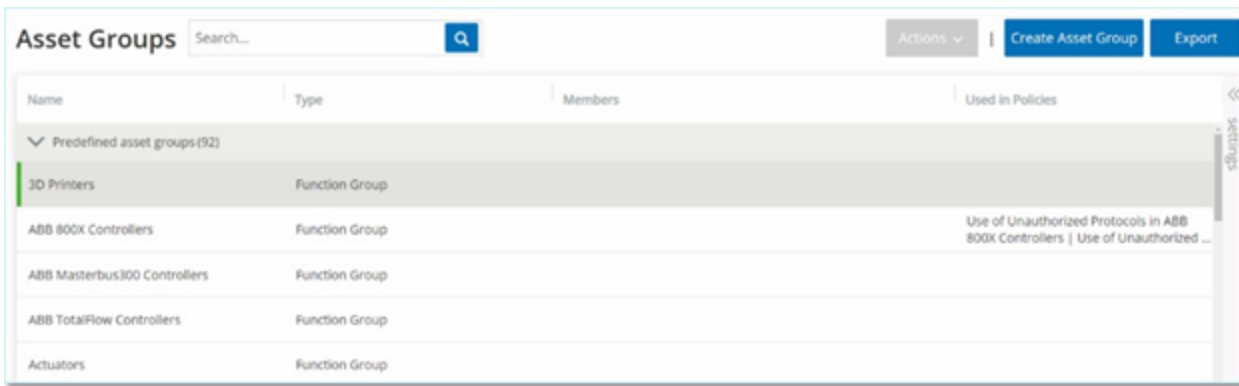 Asset Groups Search... Actions | Create Asset Group Export
Name Type Members Used In Policies
Predefined asset groups (92)
settings
3D Printers Function Group
ABB 800X Controllers Function Group Use of Unauthorized Protocols in ABB
800X Controllers | Use of Unauthorized ...
ABB Masterbus300 Controllers Function Group
ABB TotalFlow Controllers Function Group
Actuators Function Group